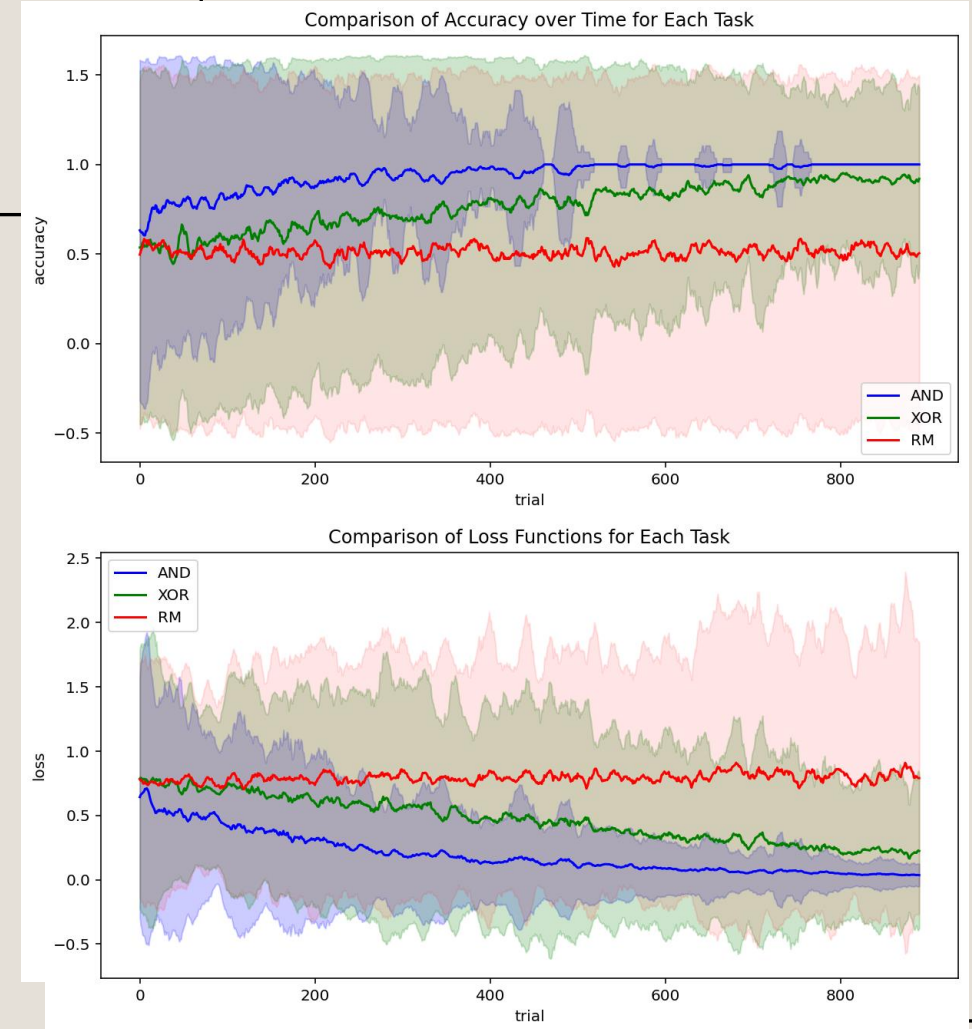 Comparison of Accuracy over Time for Each Task
1.5
1.0
0.5
0.0
−0.5
accuracy
AND
XOR
RM
0 200 400 600 800
trial
Comparison of Loss Functions for Each Task
2.5
2.0
1.5
1.0
0.5
0.0
−0.5
loss
AND
XOR
RM
0 200 400 600 800
trial